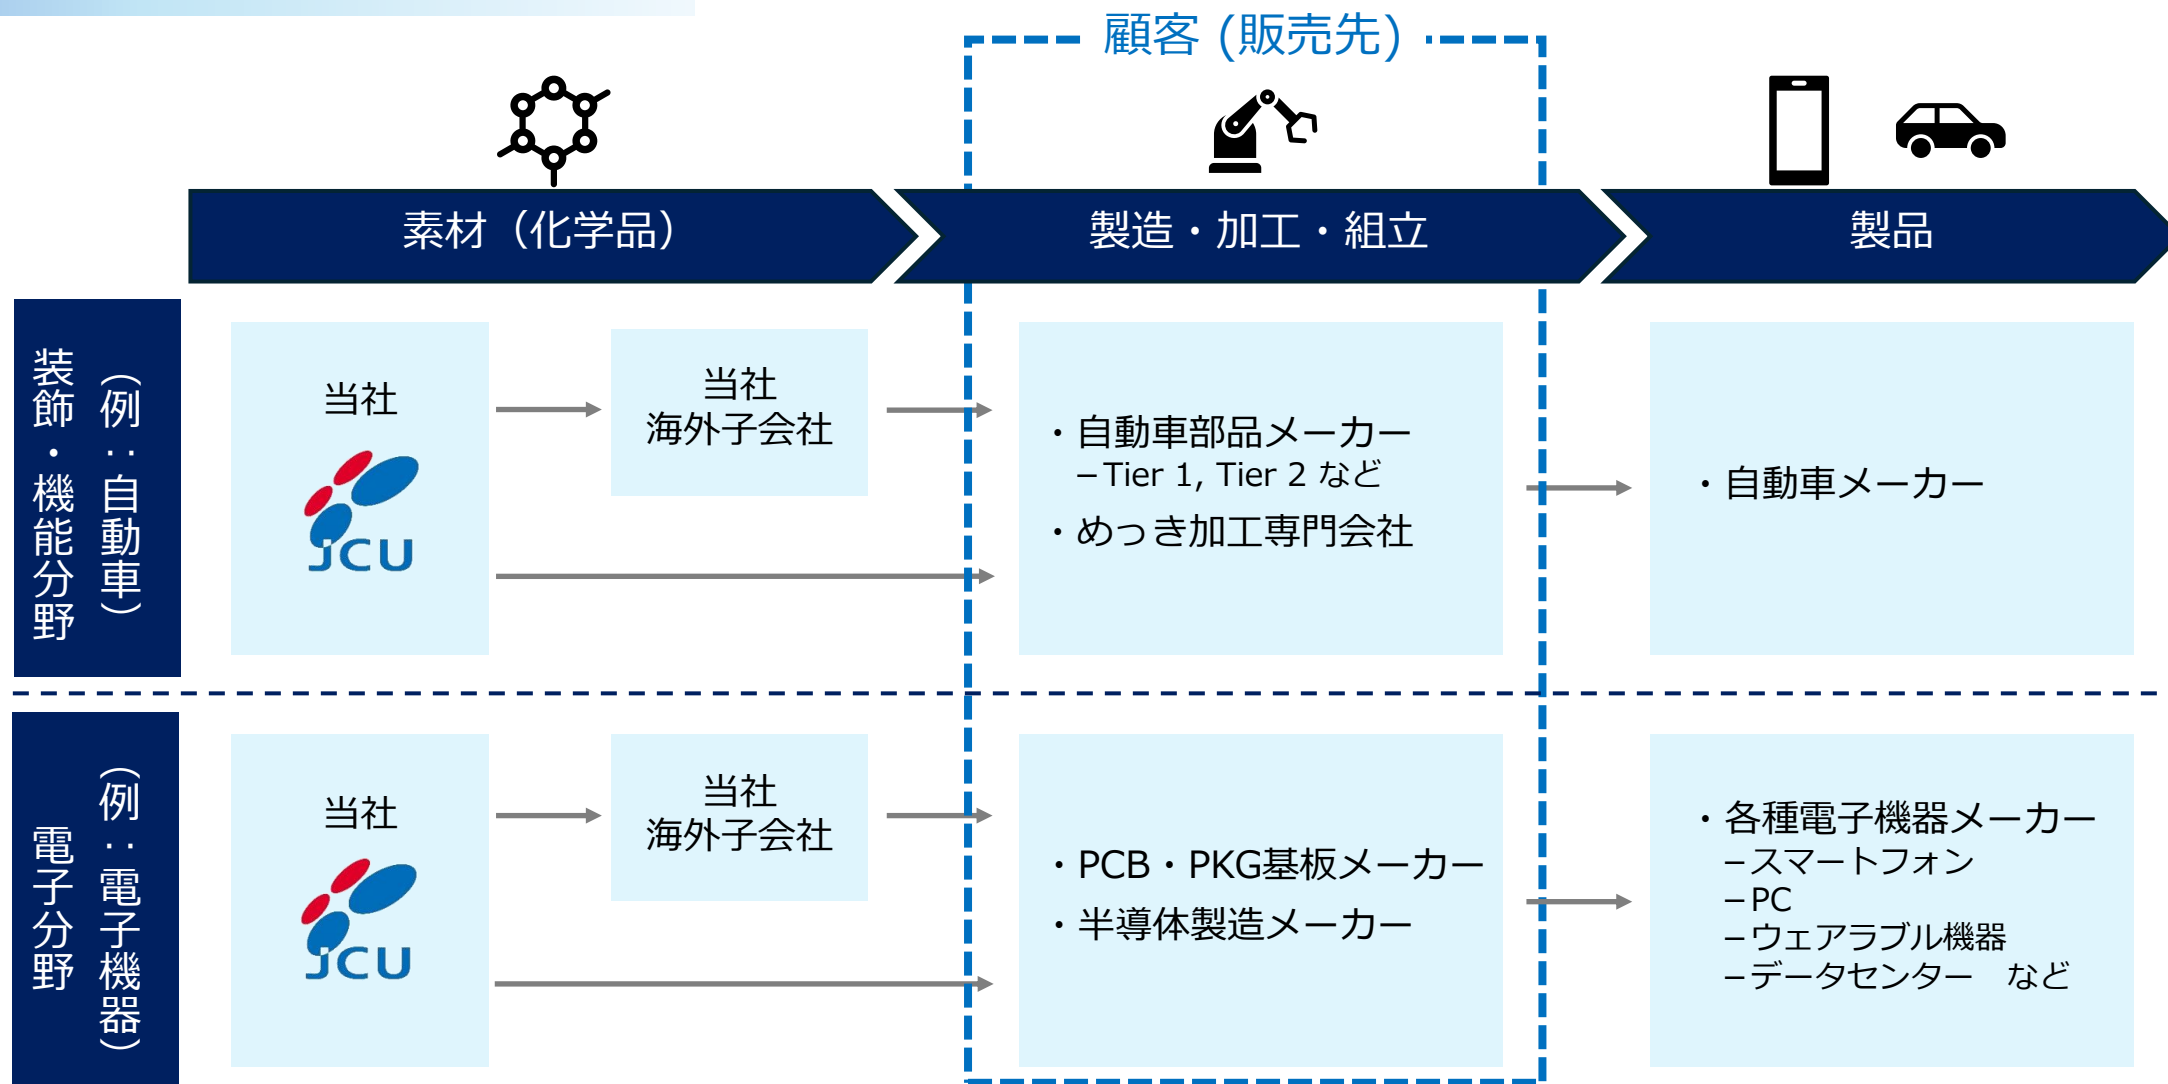 顧客 (販売先)
素材（化学品）
製造・加工・組立
製品
装飾・機能分野
（例：自動車）
当社
JCU
当社
海外子会社
・自動車部品メーカー
－Tier 1, Tier 2 など
・めっき加工専門会社
・自動車メーカー
電子分野
（例：電子機器）
当社
JCU
当社
海外子会社
・PCB・PKG基板メーカー
・半導体製造メーカー
・各種電子機器メーカー
－スマートフォン
－PC
－ウェアラブル機器
－データセンター　など